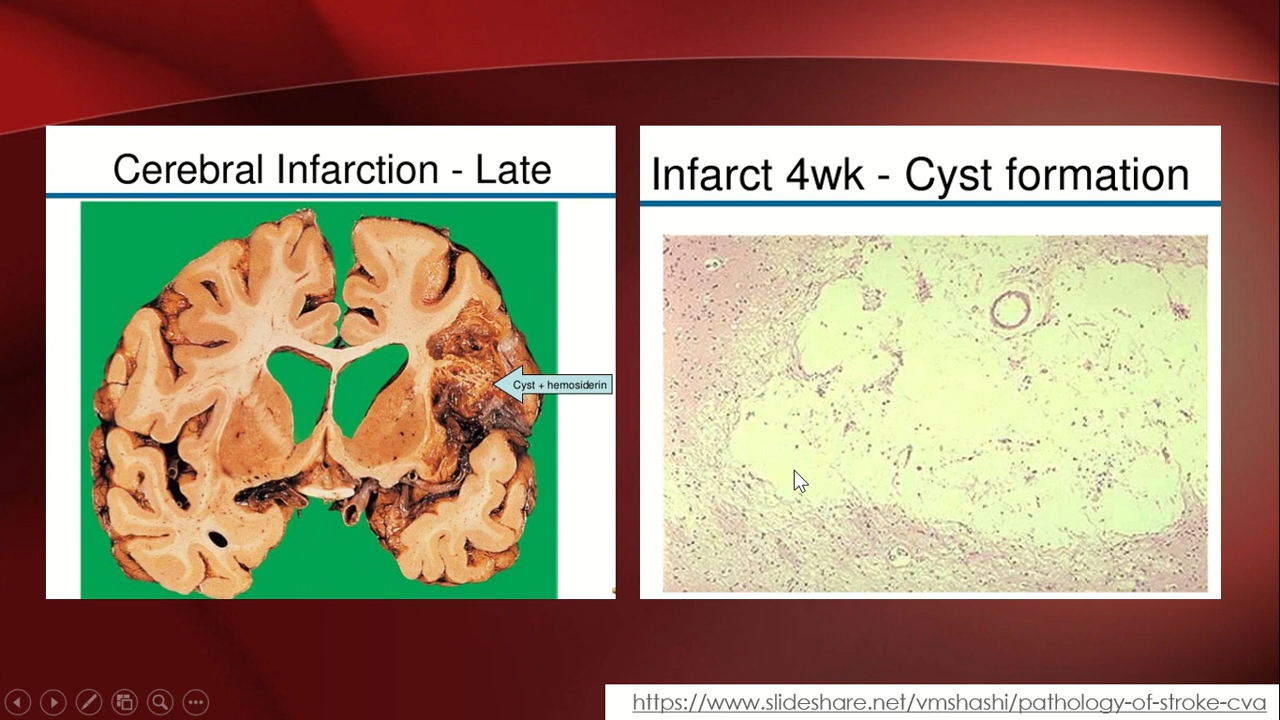 Cerebral Infarction - Late
Cyst + hemosiderin
Infarct 4wk - Cyst formation
https://www.slideshare.net/vmshashi/pathology-of-stroke-cva